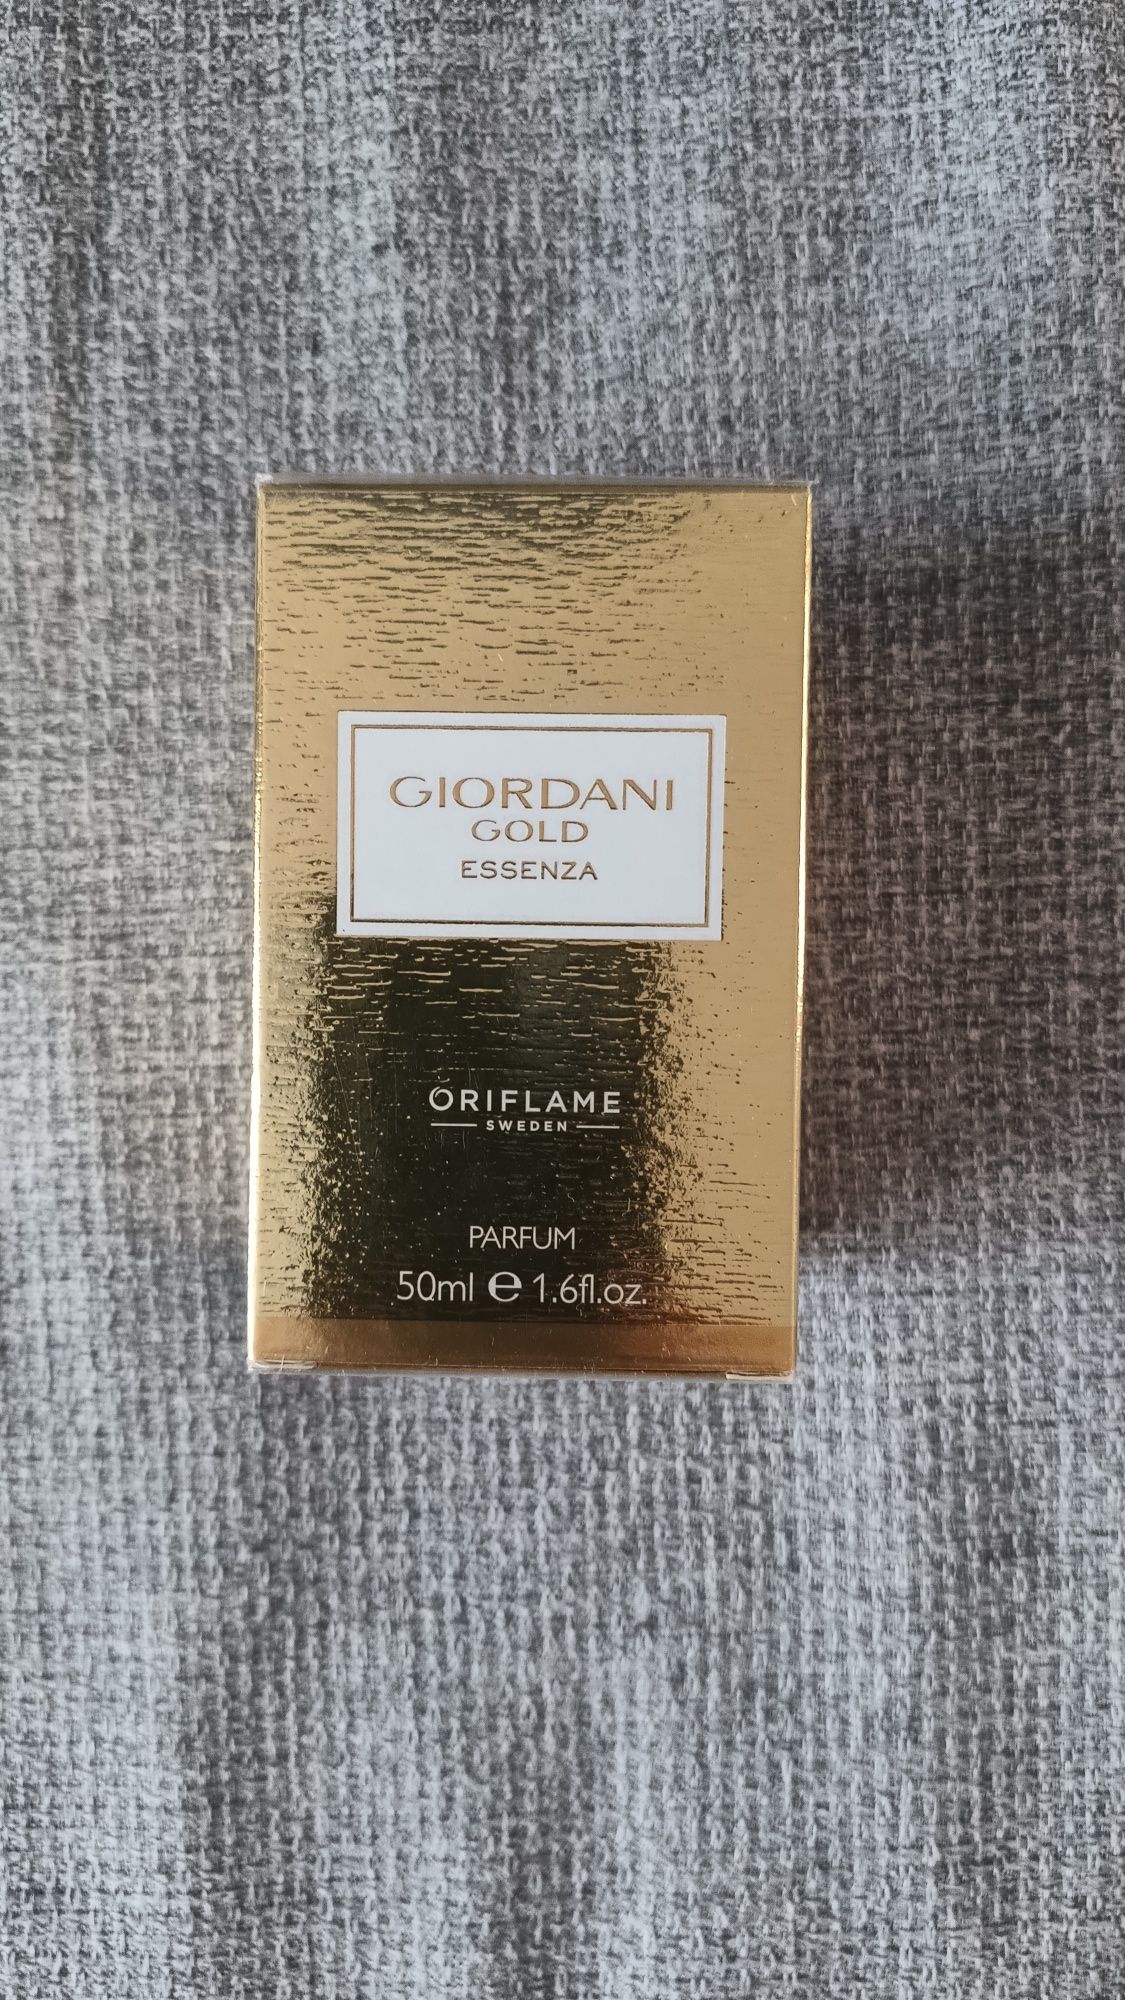 GIORDANI
GOLD
ESSENZA
ORIFLAME
SWEDEN
PARFUM
50ml e 1.6fl.oz.